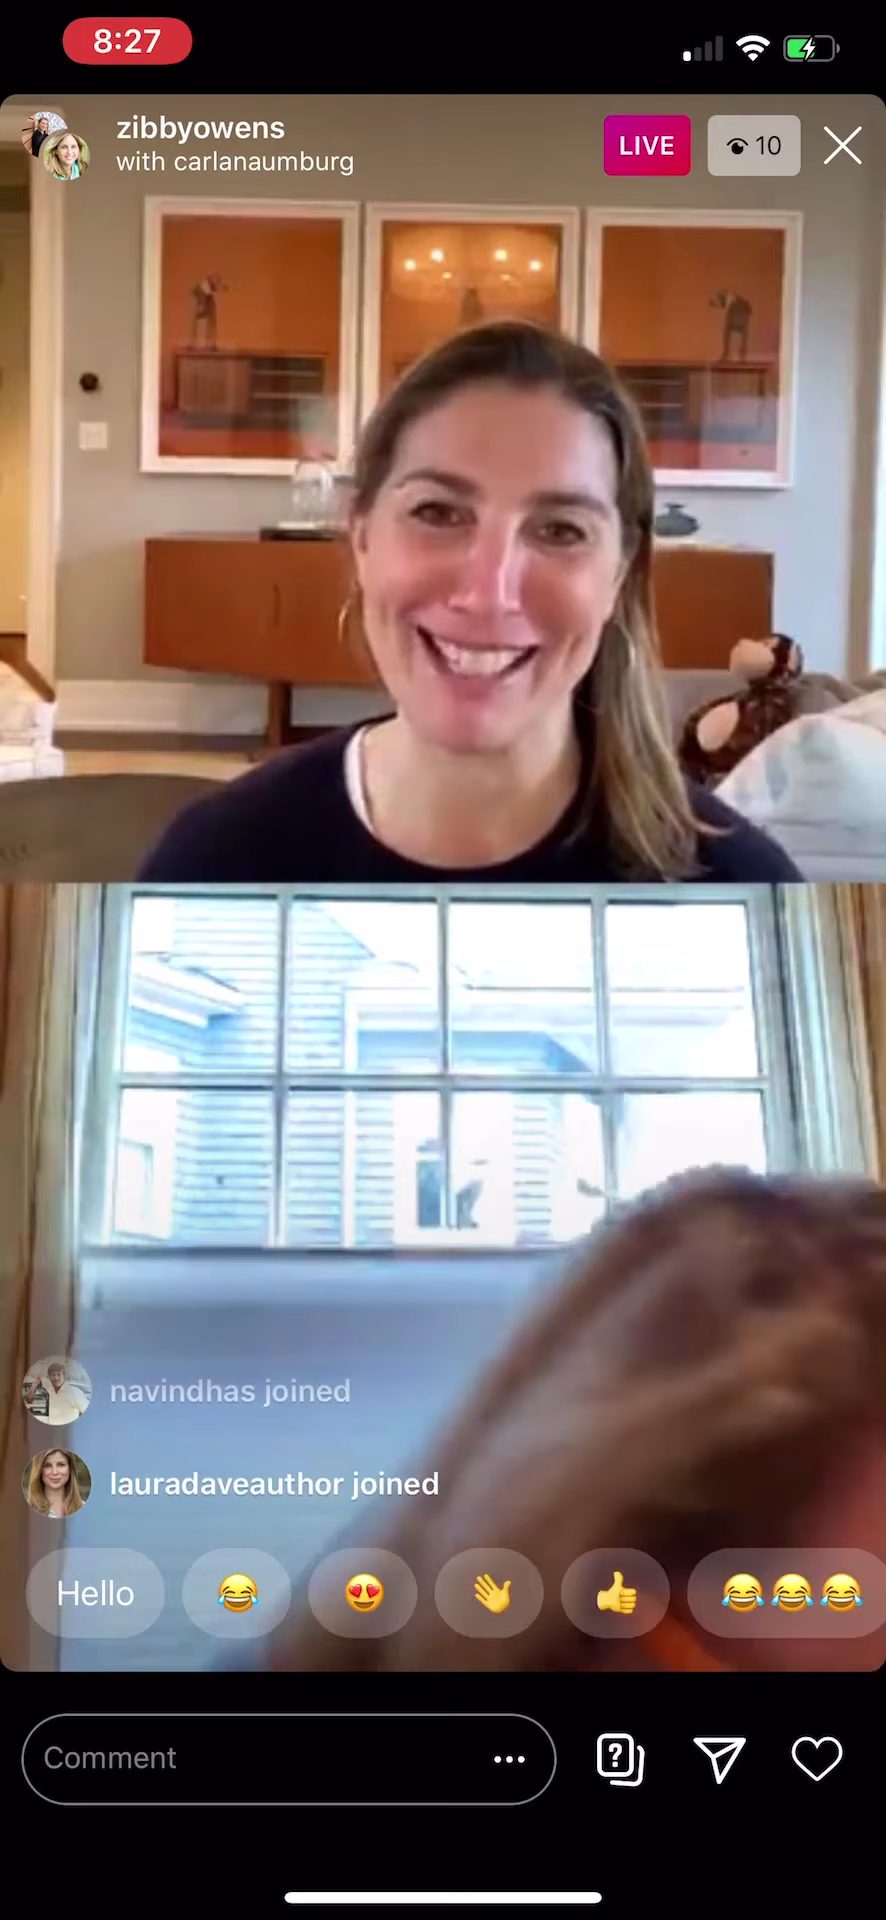 8:27
zibbyowens
with carlanaumburg
LIVE
10
navindhas joined
lauradaveauthor joined
Hello
Comment